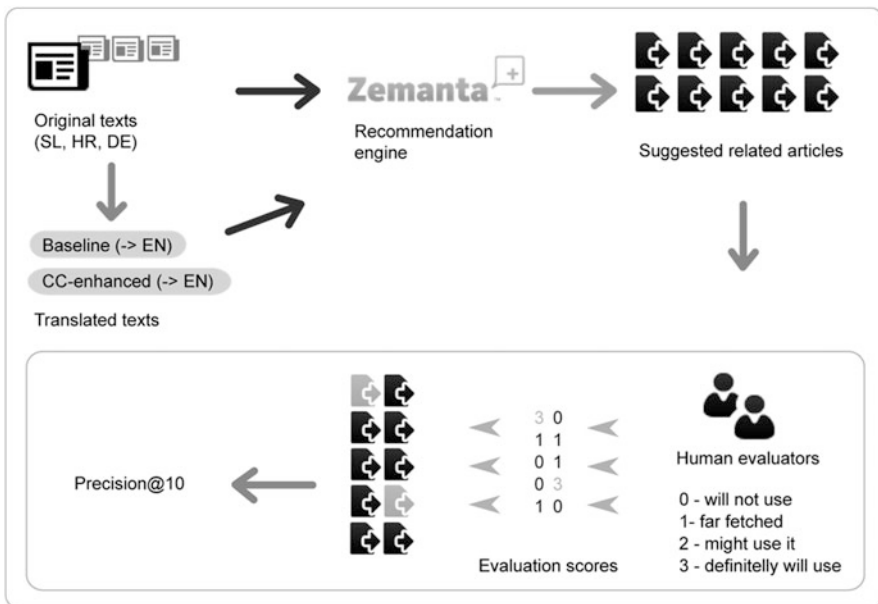 Original texts
(SL, HR, DE)
Baseline (-> EN)
CC-enhanced (-> EN)
Translated texts
Zemanta
Recommendation
engine
Suggested related articles
Human evaluators
0 - will not use
1- far fetched
2 - might use it
3 - definitelly will use
3 0
1 1
0 1
0 3
1 0
Evaluation scores
Precision@10